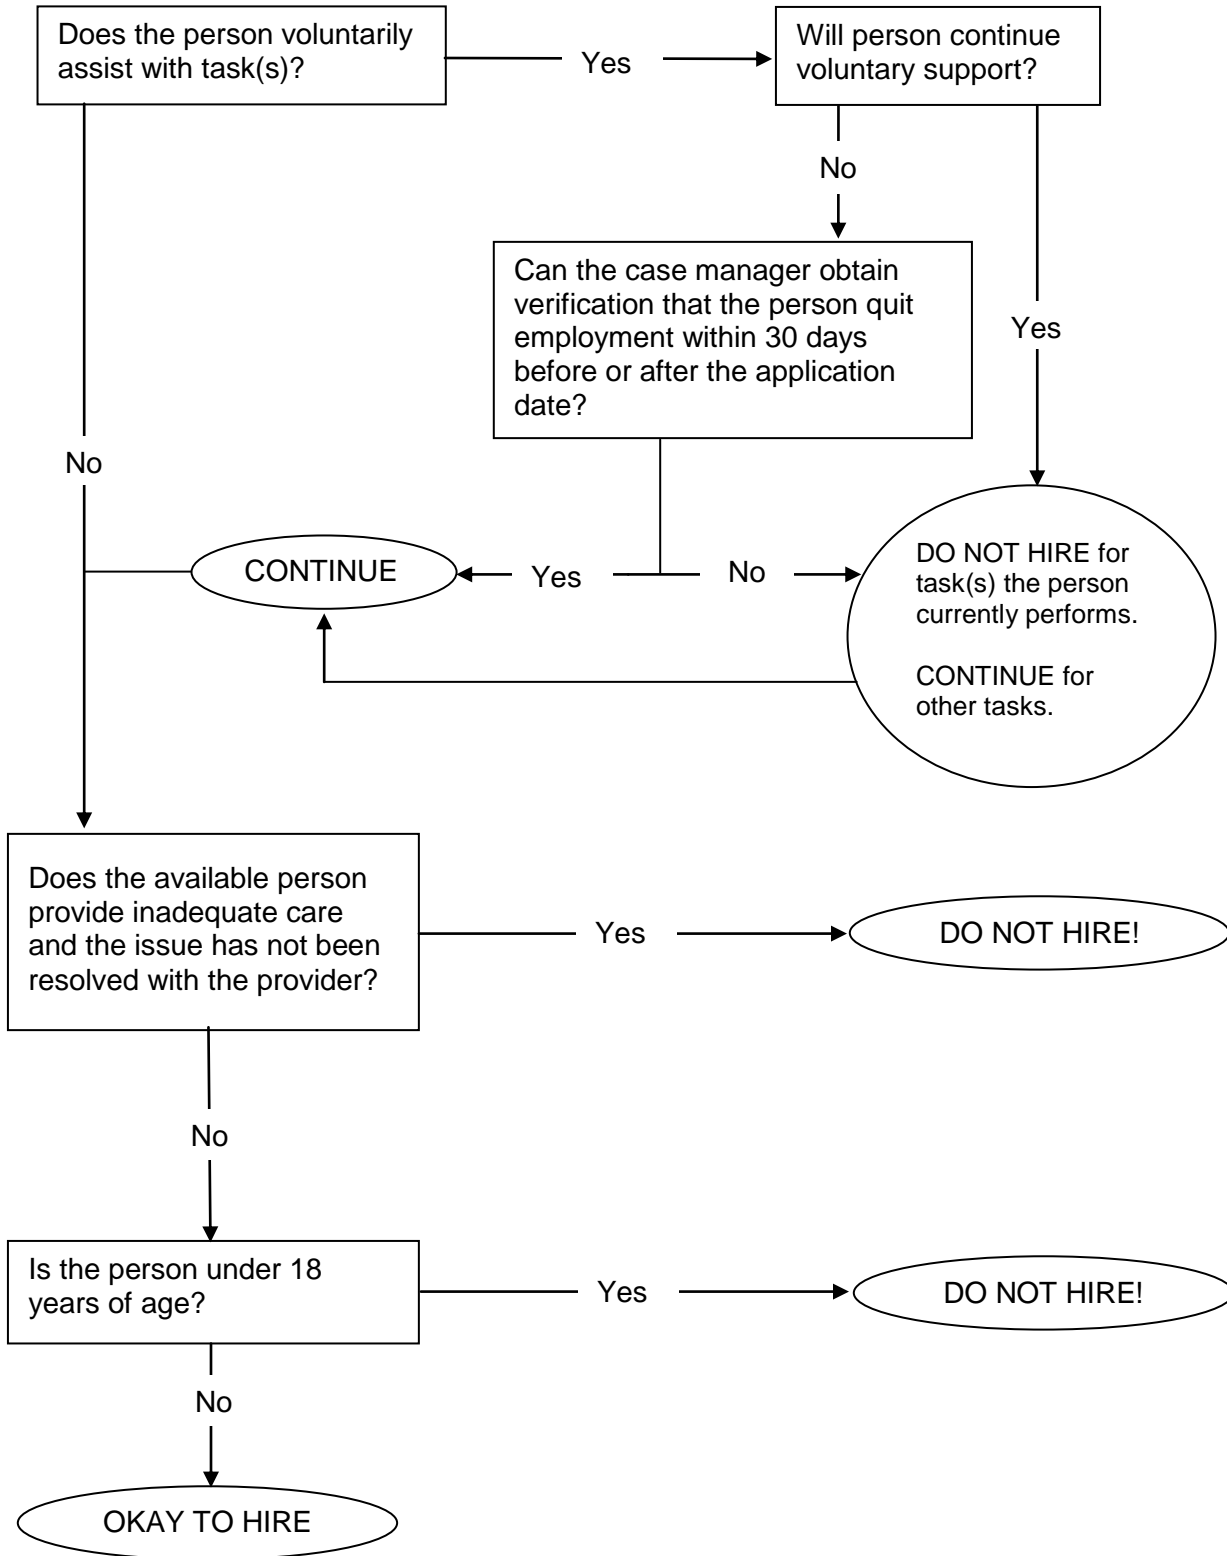 Does the person voluntarily
assist with task(s)?
Yes
Will person continue
voluntary support?
No
Can the case manager obtain
verification that the person quit
employment within 30 days
before or after the application
date?
Yes
No
CONTINUE
Yes
No
DO NOT HIRE for
task(s) the person
currently performs.
CONTINUE for
other tasks.
Does the available person
provide inadequate care
and the issue has not been
resolved with the provider?
Yes
DO NOT HIRE!
No
Is the person under 18
years of age?
Yes
DO NOT HIRE!
No
OKAY TO HIRE